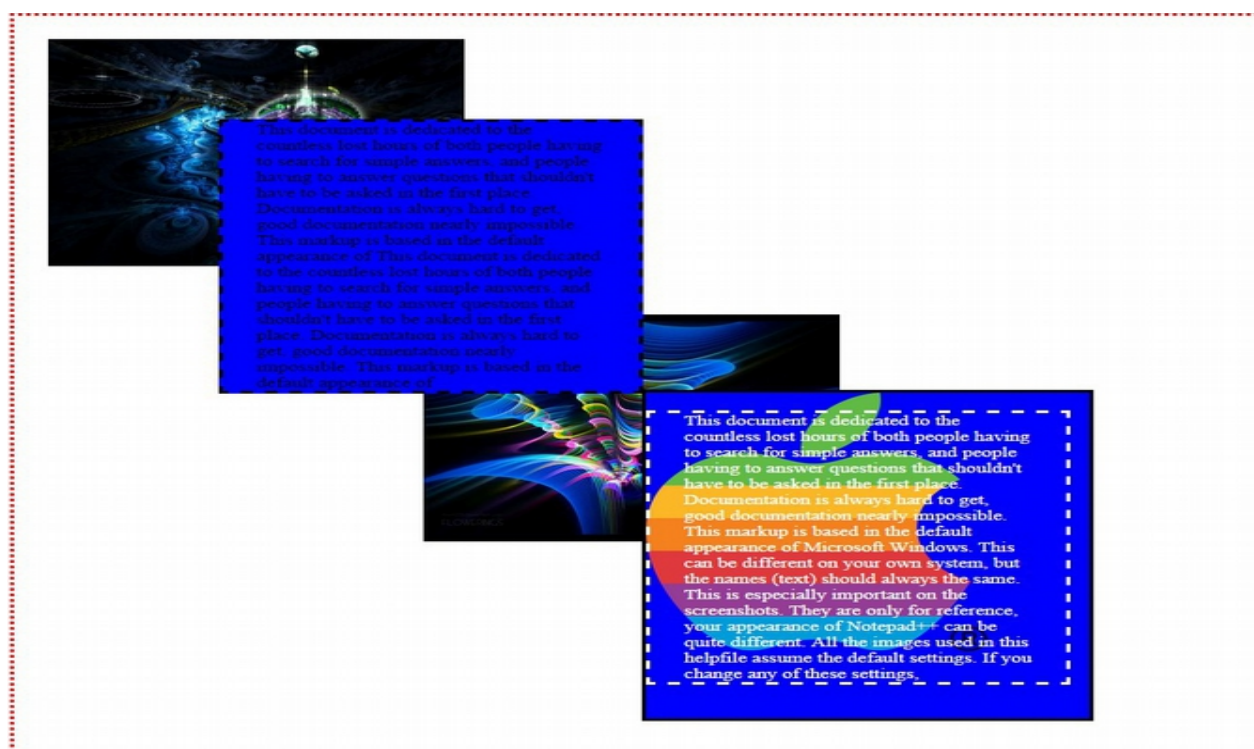 This document is dedicated to the
countless lost hours of both people having
to search for simple answers, and people
having to answer questions that shouldn't
have to be asked in the first place.
Documentation is always hard to get,
good documentation nearly impossible.
This markup is based in the default
appearance of This document is dedicated
to the countless lost hours of both people
having to search for simple answers, and
people having to answer questions that
shouldn't have to be asked in the first
place. Documentation is always hard to
get, good documentation nearly
impossible. This markup is based in the
default appearance of
This document is dedicated to the
countless lost hours of both people having
to search for simple answers, and people
having to answer questions that shouldn't
have to be asked in the first place.
Documentation is always hard to get,
good documentation nearly impossible.
This markup is based in the default
appearance of Microsoft Windows. This
can be different on your own system, but
the names (text) should always the same.
This is especially important on the
screenshots. They are only for reference,
your appearance of Notepad++ can be
quite different. All the images used in this
helpfile assume the default settings. If you
change any of these settings,